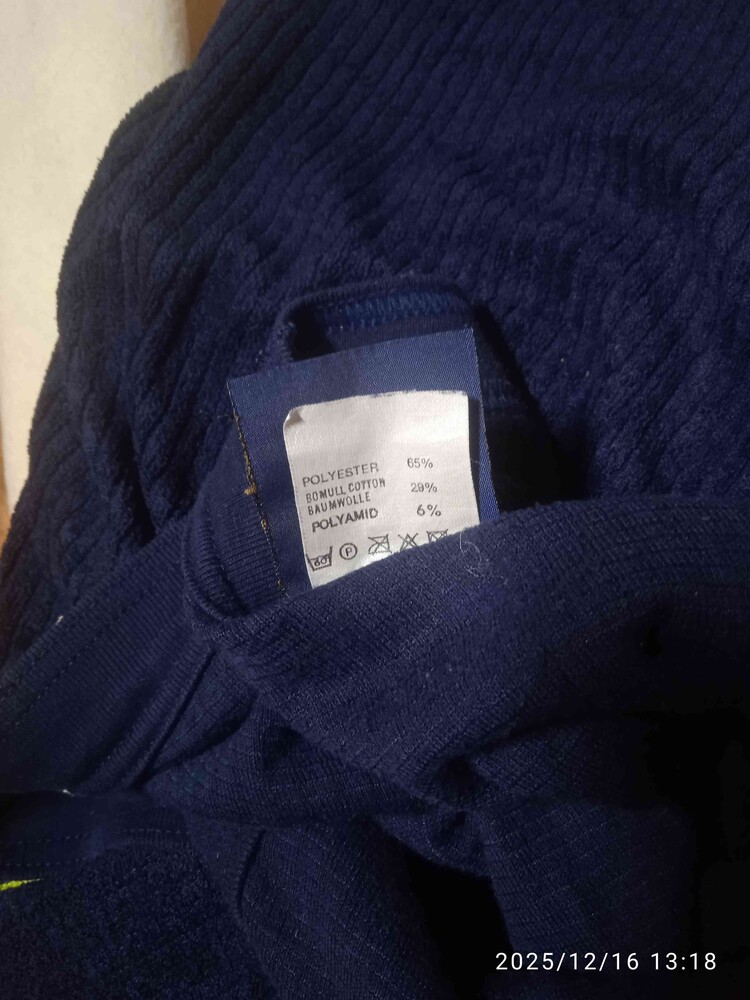 POLYESTER 65%
BOMULL COTTON
BAUMWOLLE 29%
POLYAMID 6%
60 P
2025/12/16 13:18